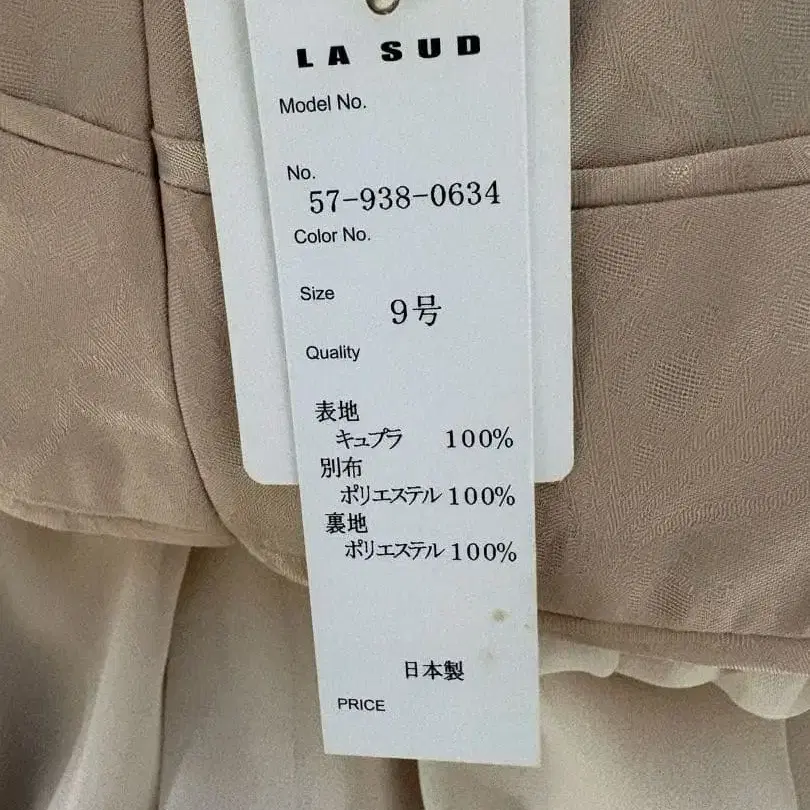 LA SUD
Model No.
No.
57-938-0634
Color No.
Size
9号
Quality
表地
キュプラ 100%
別布
ポリエステル 100%
裏地
ポリエステル 100%
日本製
PRICE